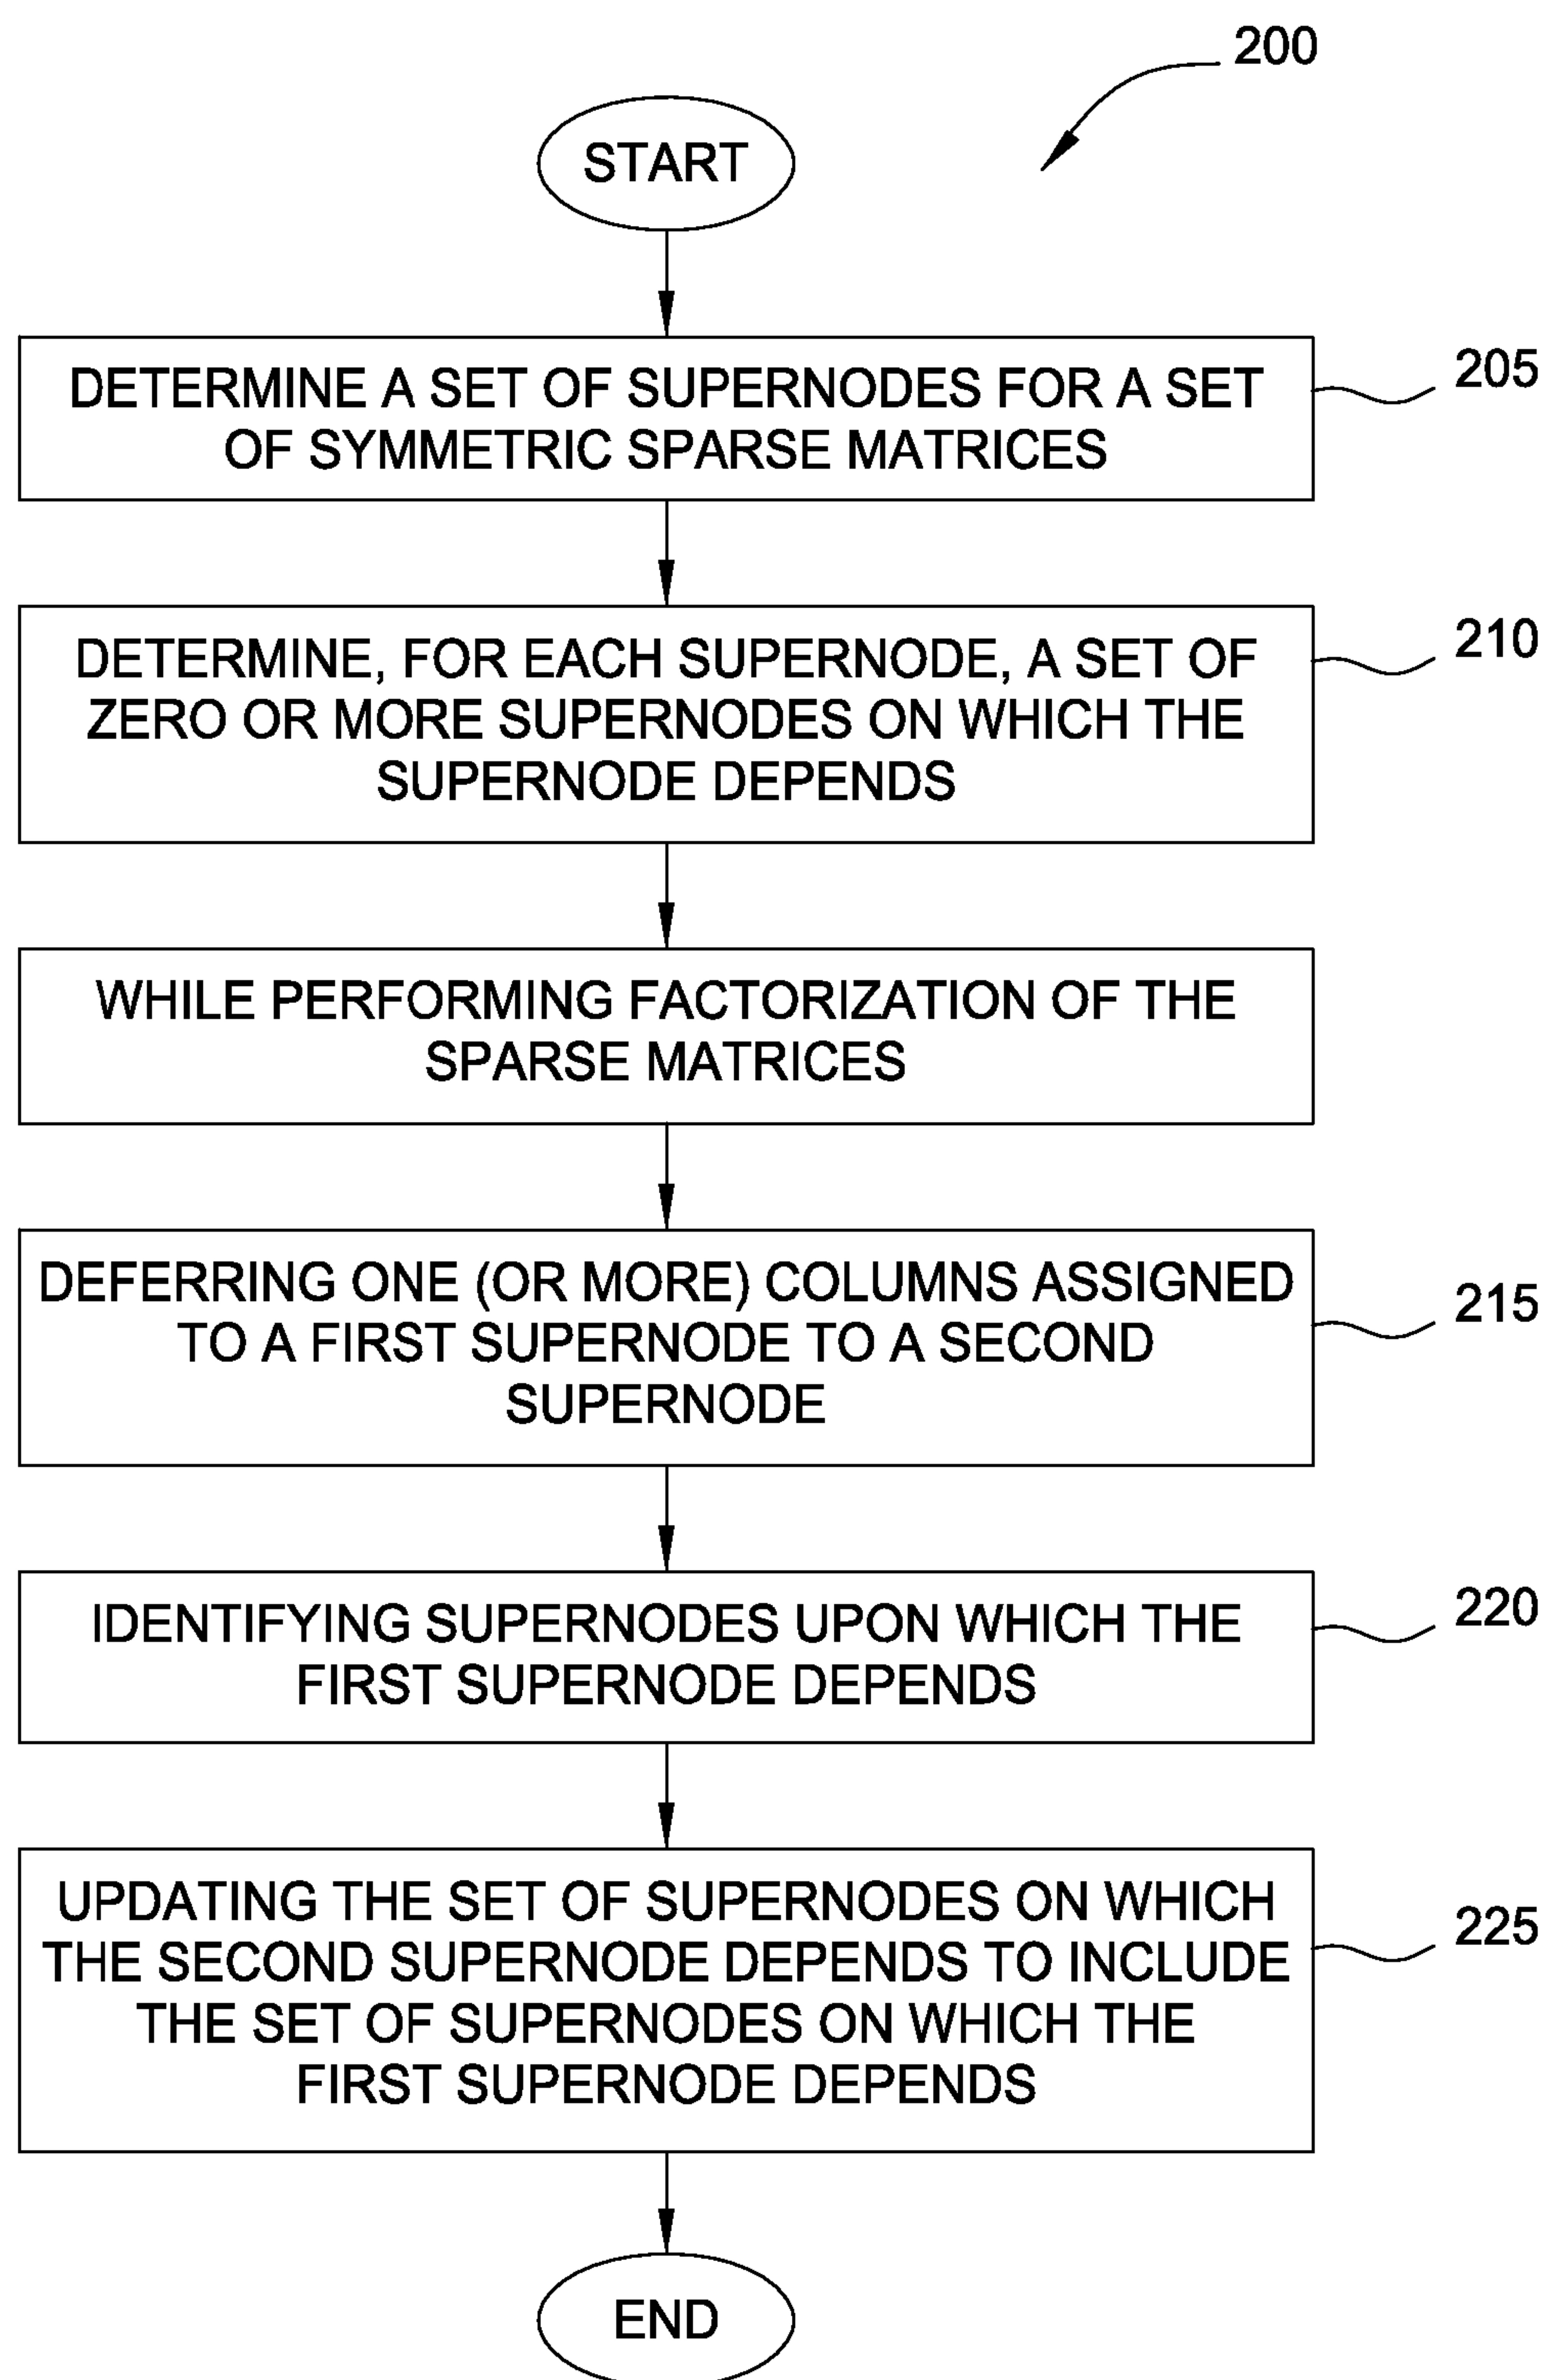 200
START
DETERMINE A SET OF SUPERNODES FOR A SET
OF SYMMETRIC SPARSE MATRICES
205
DETERMINE, FOR EACH SUPERNODE, A SET OF
ZERO OR MORE SUPERNODES ON WHICH THE
SUPERNODE DEPENDS
210
WHILE PERFORMING FACTORIZATION OF THE
SPARSE MATRICES
DEFERRING ONE (OR MORE) COLUMNS ASSIGNED
TO A FIRST SUPERNODE TO A SECOND
SUPERNODE
215
IDENTIFYING SUPERNODES UPON WHICH THE
FIRST SUPERNODE DEPENDS
220
UPDATING THE SET OF SUPERNODES ON WHICH
THE SECOND SUPERNODE DEPENDS TO INCLUDE
THE SET OF SUPERNODES ON WHICH THE
FIRST SUPERNODE DEPENDS
225
END